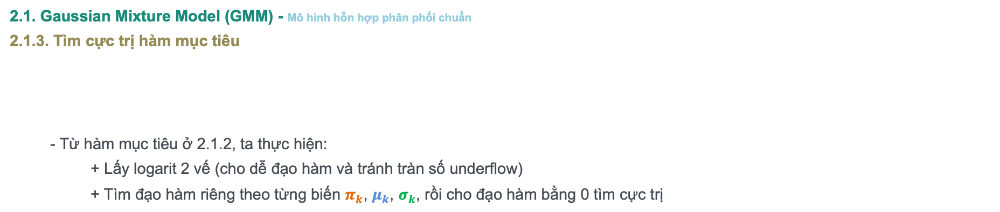 2.1. Gaussian Mixture Model (GMM) - Mô hình hỗn hợp phân phối chuẩn
2.1.3. Tìm cực trị hàm mục tiêu
- Từ hàm mục tiêu ở 2.1.2, ta thực hiện:
+ Lấy logarit 2 vế (cho dễ đạo hàm và tránh tràn số underflow)
+ Tìm đạo hàm riêng theo từng biến π_k, μ_k, σ_k, rồi cho đạo hàm bằng 0 tìm cực trị